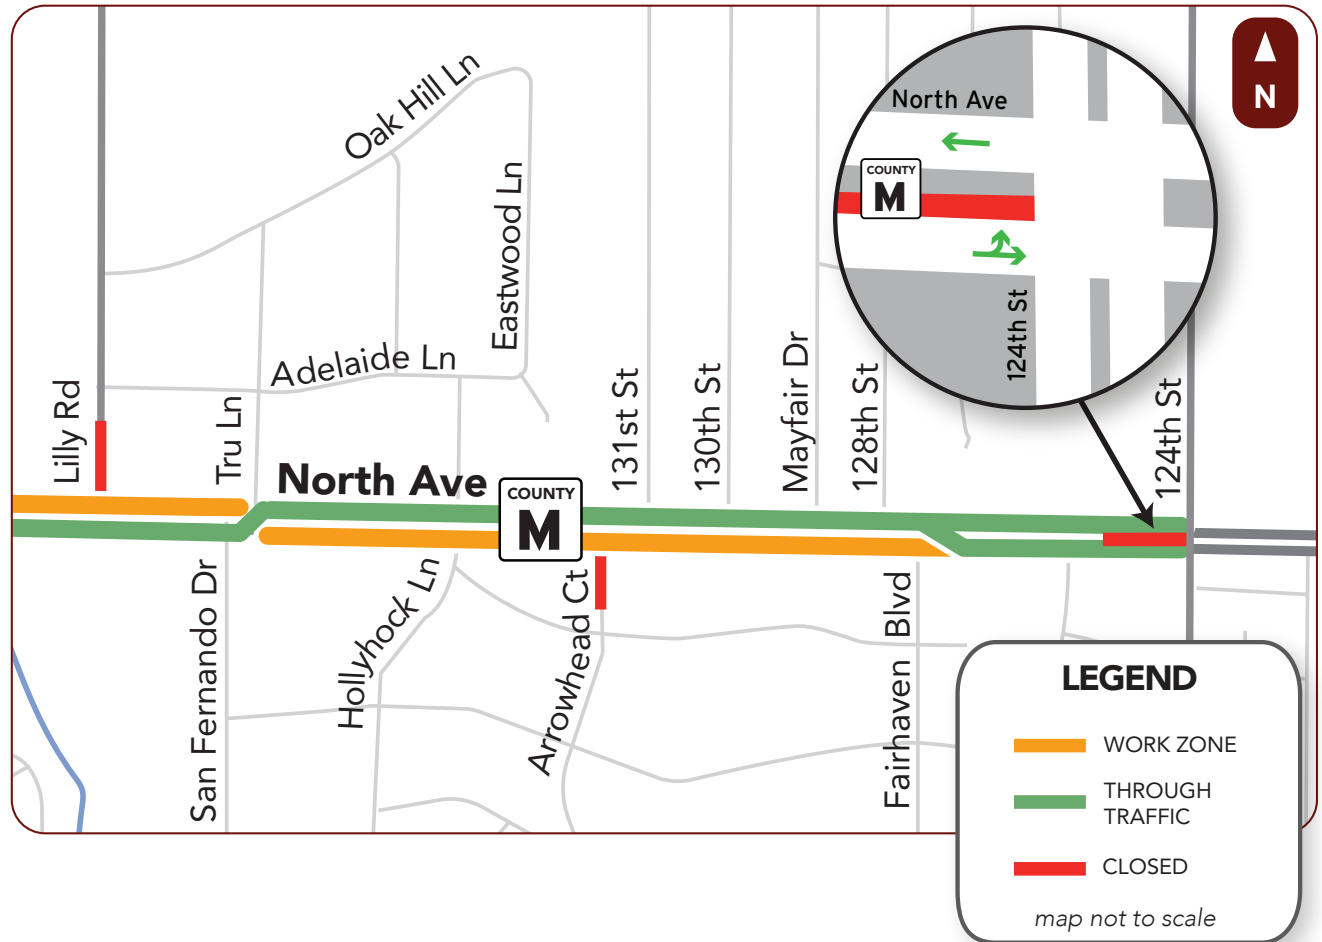 N
Oak Hill Ln
Eastwood Ln
Adelaide Ln
Lilly Rd
Tru Ln
North Ave
COUNTY
M
131st St
130th St
Mayfair Dr
128th St
124th St
North Ave
COUNTY
M
124th St
San Fernando Dr
Hollyhock Ln
Arrowhead Ct
Fairhaven Blvd
LEGEND
WORK ZONE
THROUGH
TRAFFIC
CLOSED
map not to scale